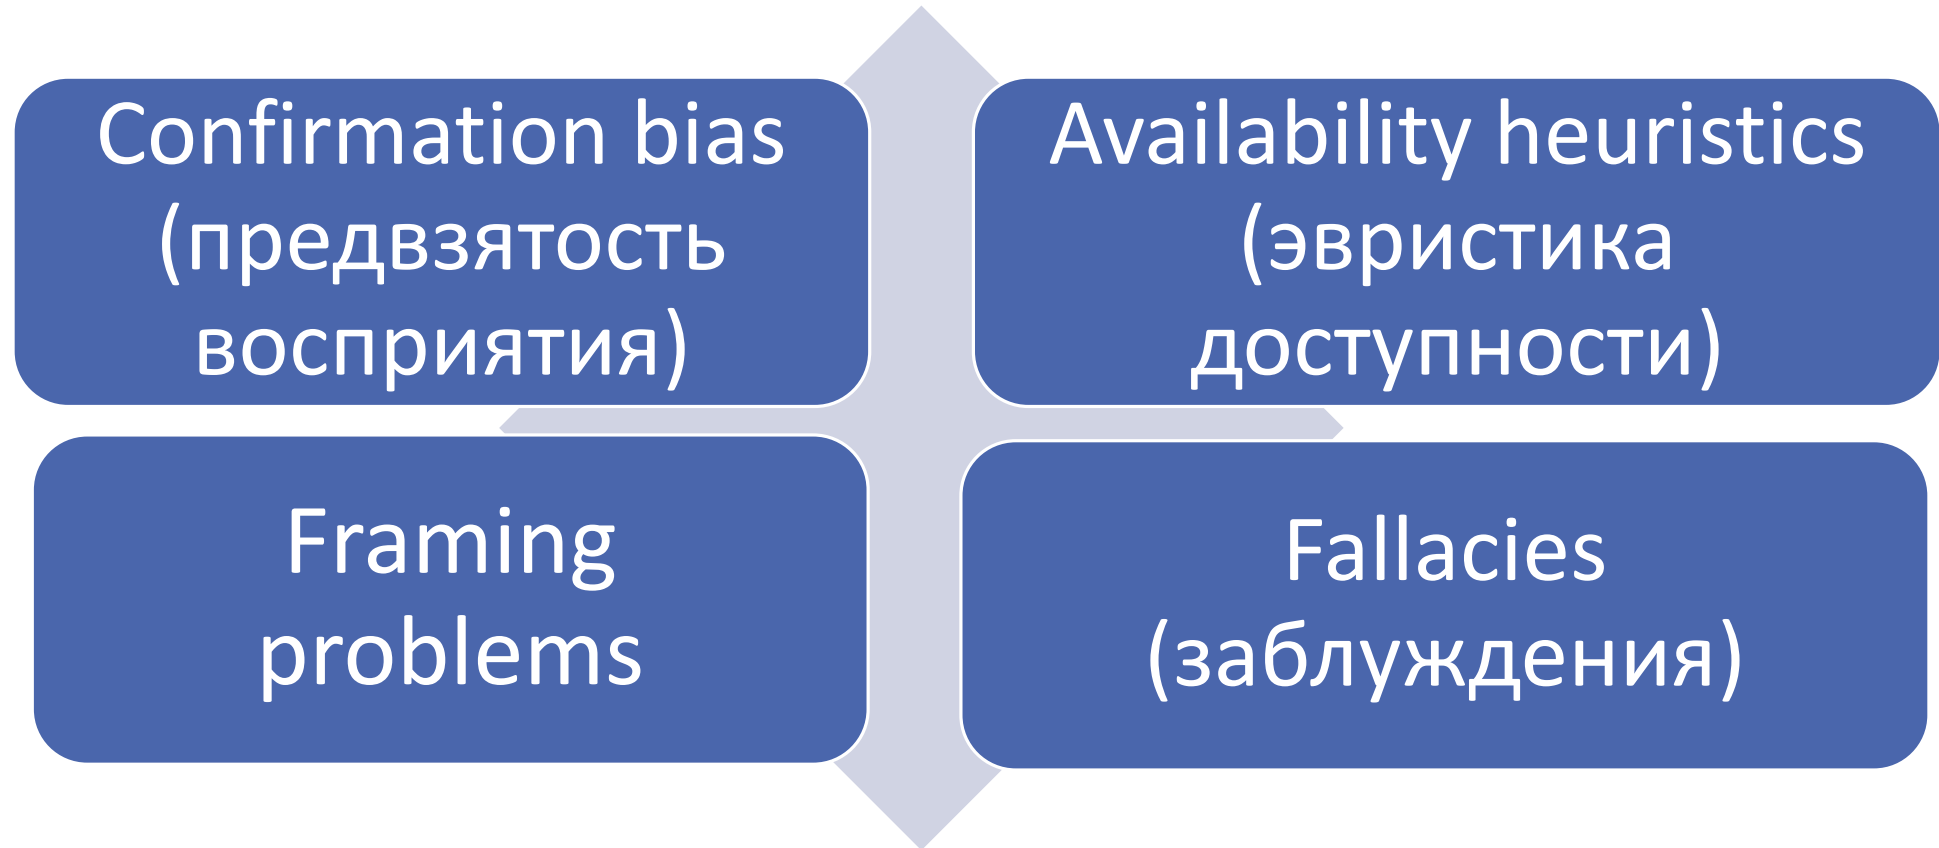 Confirmation bias
(предвзятость
восприятия)
Availability heuristics
(эвристика
доступности)
Framing
problems
Fallacies
(заблуждения)